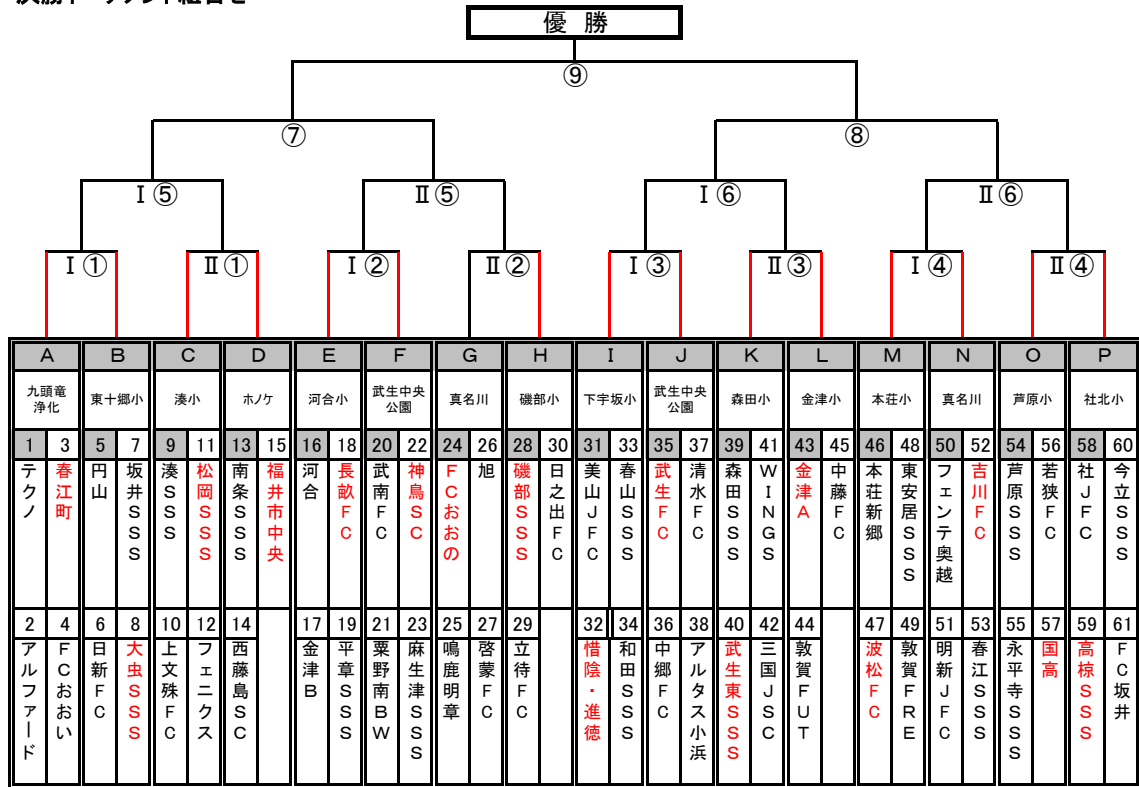 決勝トーナメント組合せ
優 勝
⑨
⑦
⑧
Ⅰ⑤
Ⅱ⑤
Ⅰ⑥
Ⅱ⑥
Ⅰ①
Ⅱ①
Ⅰ②
Ⅱ②
Ⅰ③
Ⅱ③
Ⅰ④
Ⅱ④
A B C D E F G H I J K L M N O P
九頭竜浄化 東十郷小 湊小 ホノケ 河合小 武生中央公園 真名川 磯部小 下宇坂小 武生中央公園 森田小 金津小 本荘小 真名川 芦原小 社北小
1 3 5 7 9 11 13 15 16 18 20 22 24 26 28 30 31 33 35 37 39 41 43 45 46 48 50 52 54 56 58 60
テクノ
春江町
円山
坂井SSS
湊SSS
松岡SSS
南条SSS
福井市中央
河合
長畝FC
武南FC
神鳥SC
FCおおの
旭
磯部SSS
日之出FC
美山JFC
春山SSS
武生FC
清水FC
森田SSS
WINGS
金津A
中藤FC
本荘新郷
東安居SSS
フェンテ奥越
吉川FC
芦原SSS
若狭FC
社JFC
今立SSS
2 4 6 8 10 12 14 17 19 21 23 25 27 29 32 34 36 38 40 42 44 47 49 51 53 55 57 59 61
アルファード
FCおおい
日新FC
大虫SSS
上文殊FC
フェニクス
西藤島SC
金津B
平章SSS
粟野南BW
麻生津SSS
鳴鹿明章
啓蒙FC
立待FC
惜陰・進徳
和田SSS
中郷FC
アルタス小浜
武生東SSS
三国JSC
敦賀FUT
波松FC
敦賀FRE
明新JFC
春江SSS
永平寺SSS
国高
高椋SSS
FC坂井